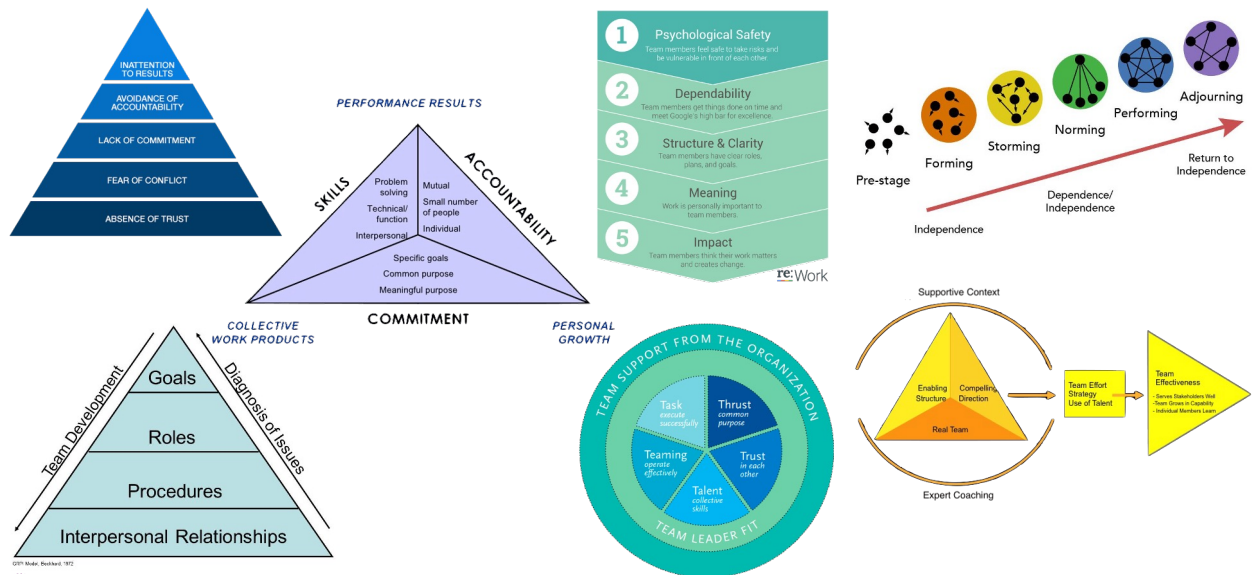 INATTENTION
TO RESULTS
AVOIDANCE OF
ACCOUNTABILITY
LACK OF COMMITMENT
FEAR OF CONFLICT
ABSENCE OF TRUST
PERFORMANCE RESULTS
SKILLS
ACCOUNTABILITY
Problem
solving
Technical/
function
Interpersonal
Mutual
Small number
of people
Individual
Specific goals
Common purpose
Meaningful purpose
COMMITMENT
COLLECTIVE
WORK PRODUCTS
PERSONAL
GROWTH
1
Psychological Safety
Team members feel safe to take risks and
be vulnerable in front of each other
2
Dependability
Team members get things done on time and
meet Google's high bar for excellence.
3
Structure & Clarity
Team members have clear roles,
plans, and goals.
4
Meaning
Work is personally important to
team members.
5
Impact
Team members think their work matters
and creates change.
re:Work
Pre-stage
Forming
Storming
Norming
Performing
Adjourning
Independence
Dependence/
Independence
Return to
Independence
Team Development
Diagnosis of Issues
Goals
Roles
Procedures
Interpersonal Relationships
GRPI Model, Beckhard, 1972
TEAM SUPPORT FROM THE ORGANIZATION
Task
execute
successfully
Thrust
common
purpose
Teaming
operate
effectively
Trust
in each
other
Talent
collective
skills
TEAM LEADER FIT
Supportive Context
Enabling
Structure
Compelling
Direction
Real Team
Expert Coaching
Team Effort
Strategy
Use of Talent
Team
Effectiveness
- Serves Stakeholders Well
-Team Grows in Capability
- Individual Members Learn